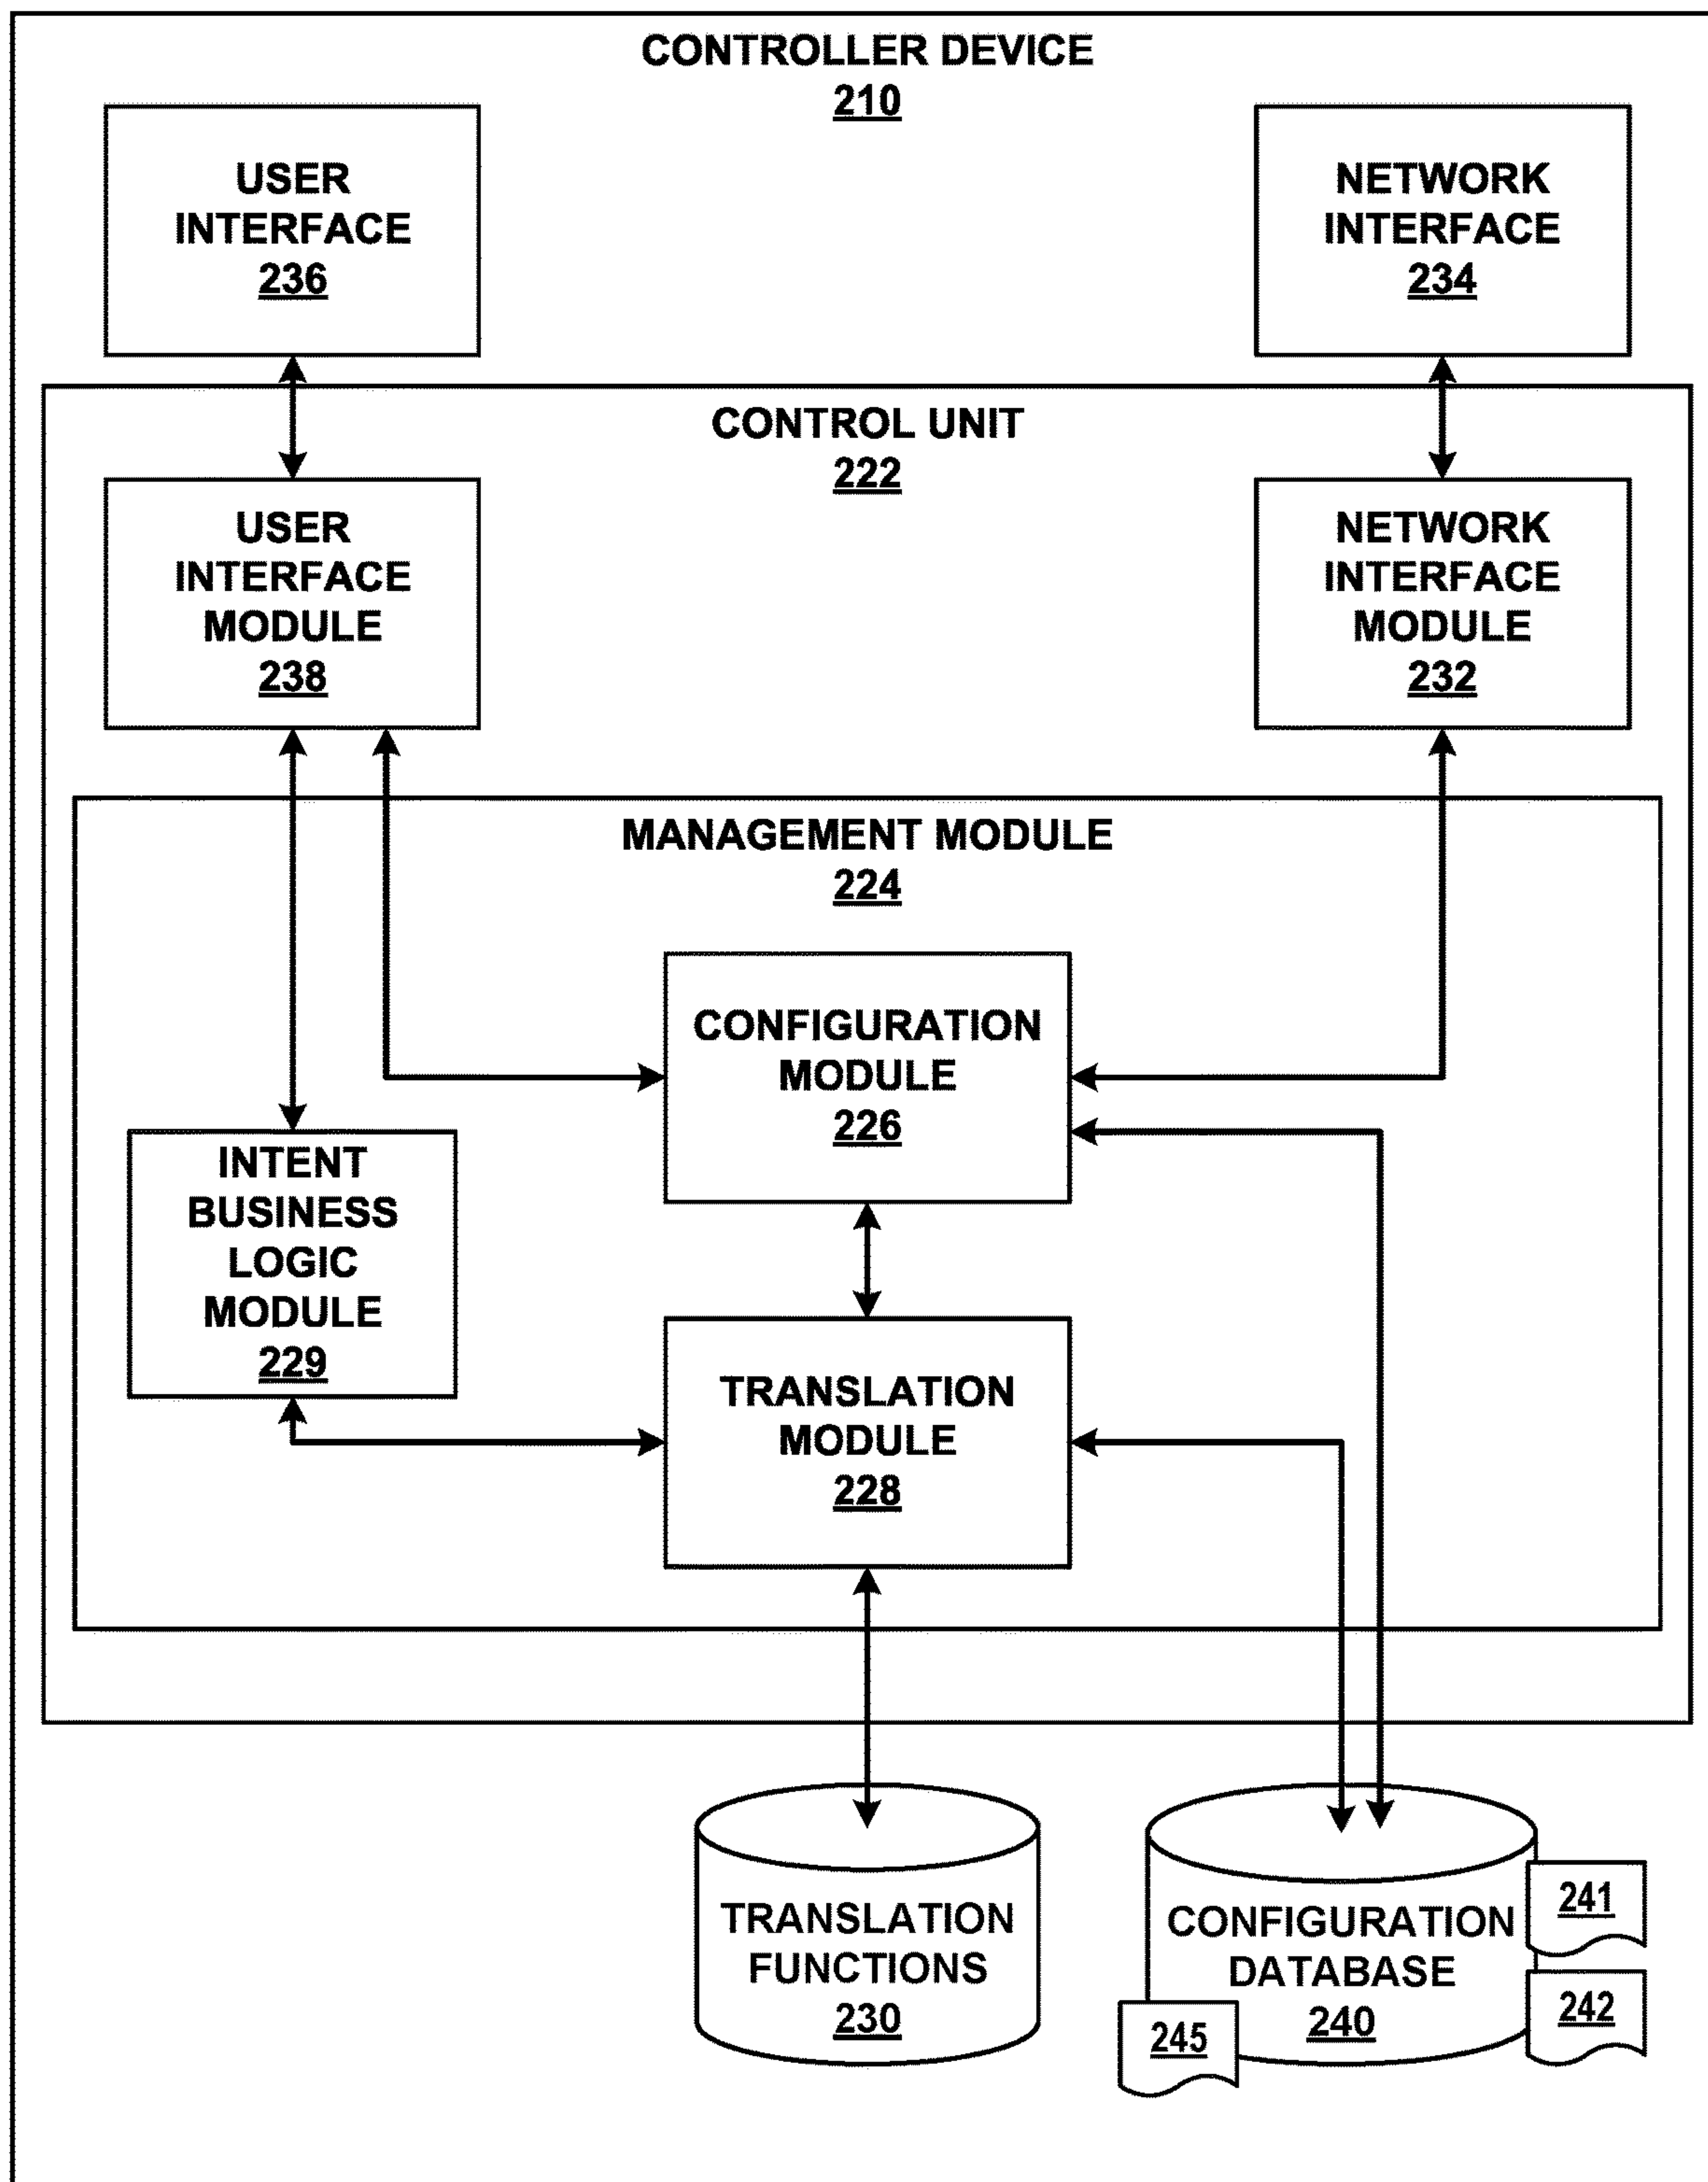 CONTROLLER DEVICE
210
USER
INTERFACE
236
NETWORK
INTERFACE
234
CONTROL UNIT
222
USER
INTERFACE
MODULE
238
NETWORK
INTERFACE
MODULE
232
MANAGEMENT MODULE
224
CONFIGURATION
MODULE
226
INTENT
BUSINESS
LOGIC
MODULE
229
TRANSLATION
MODULE
228
TRANSLATION
FUNCTIONS
230
CONFIGURATION
DATABASE
240
241
242
245